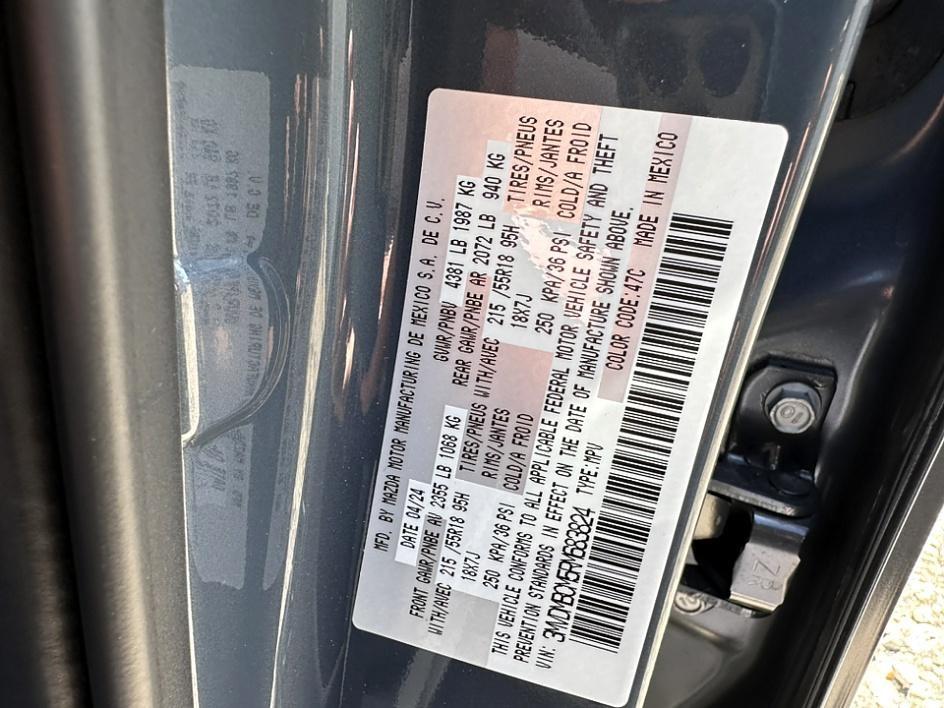 MFD. BY MAZDA MOTOR MANUFACTURING DE MEXICO S.A. DE C.V.
DATE 04/24 GVWR/PNBV 4381 LB 1987 KG
FRONT GAWR/PNBE AV 2355 LB 1068 KG REAR GAWR/PNBE AR 2072 LB 940 KG
WITH/AVEC 215 /55R18 95H TIRES/PNEUS WITH/AVEC 215 /55R18 95H TIRES/PNEUS
18X7J RIMS/JANTES 18X7J RIMS/JANTES
250 KPA/36 PSI COLD/A FROID 250 KPA/36 PSI COLD/A FROID
THIS VEHICLE CONFORMS TO ALL APPLICABLE FEDERAL MOTOR VEHICLE SAFETY AND THEFT
PREVENTION STANDARDS IN EFFECT ON THE DATE OF MANUFACTURE SHOWN ABOVE.
VIN: 3MVDMBCM5RM683824 TYPE:MPV COLOR CODE:47C MADE IN MEXICO
10